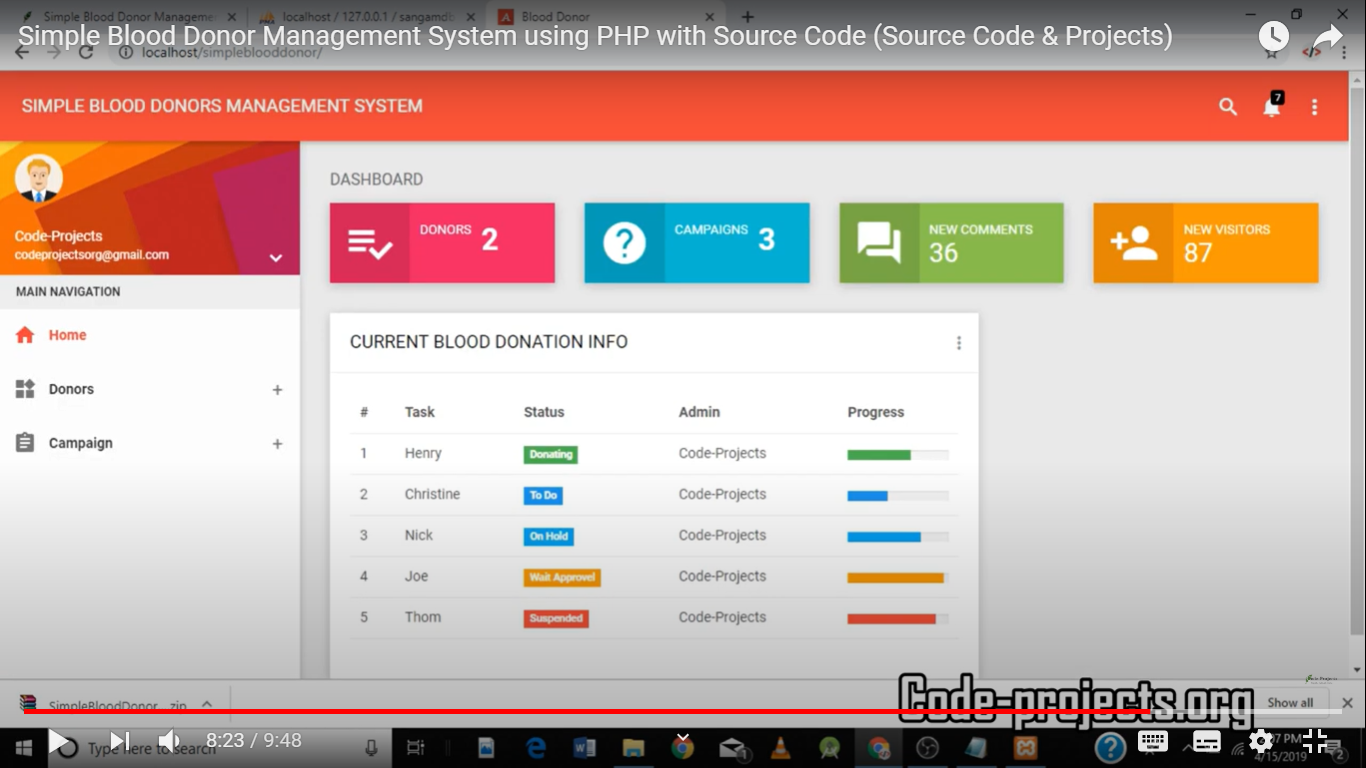 Simple Blood Donor Management System using PHP with Source Code (Source Code & Projects)
Simple Blood Donor Manageme
localhost / 127.0.0.1 / sangamdb
Blood Donor
localhost/simpleblooddonor/
SIMPLE BLOOD DONORS MANAGEMENT SYSTEM
7
Code-Projects
codeprojectsorg@gmail.com
MAIN NAVIGATION
Home
Donors
Campaign
DASHBOARD
DONORS 2
CAMPAIGNS 3
NEW COMMENTS
36
NEW VISITORS
87
CURRENT BLOOD DONATION INFO
# Task Status Admin Progress
1 Henry Donating Code-Projects
2 Christine To Do Code-Projects
3 Nick On Hold Code-Projects
4 Joe Wait Approvel Code-Projects
5 Thom Suspended Code-Projects
SimpleBloodDonor....zip
Code-projects.org
Show all
8:23 / 9:48
Type here to search
PM
4/15/2019